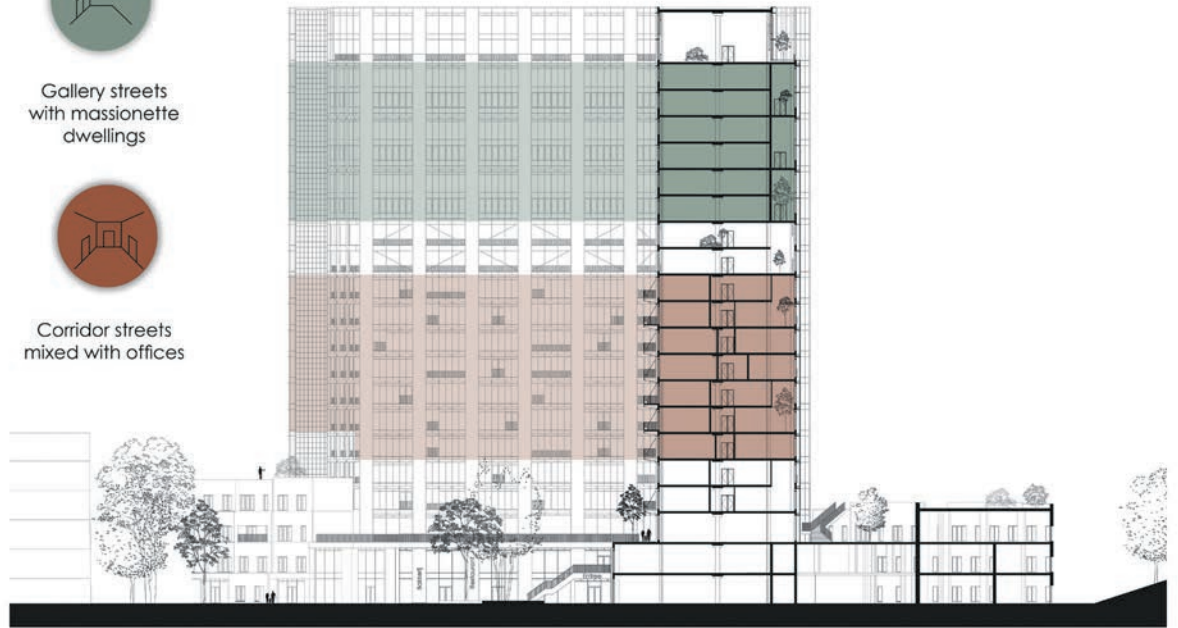 Gallery streets
with massionette
dwellings
Corridor streets
mixed with offices